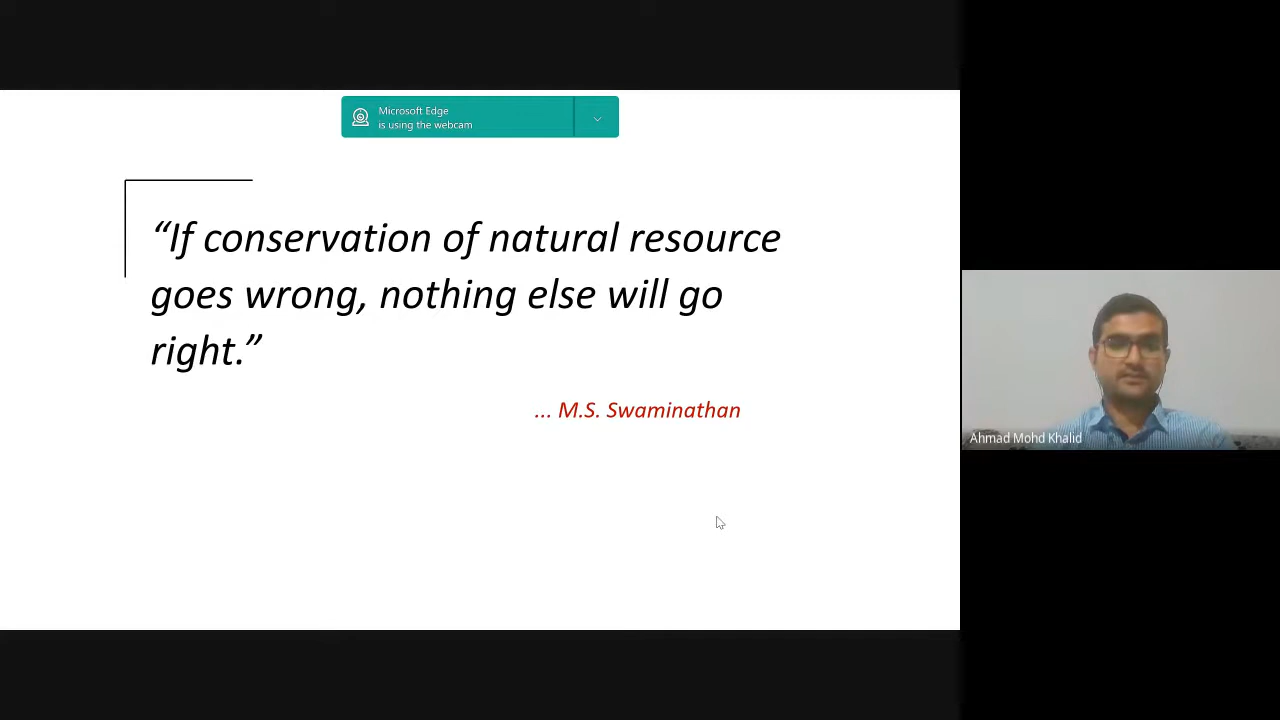 Microsoft Edge
is using the webcam
“If conservation of natural resource
goes wrong, nothing else will go
right.”
... M.S. Swaminathan
Ahmad Mohd Khalid